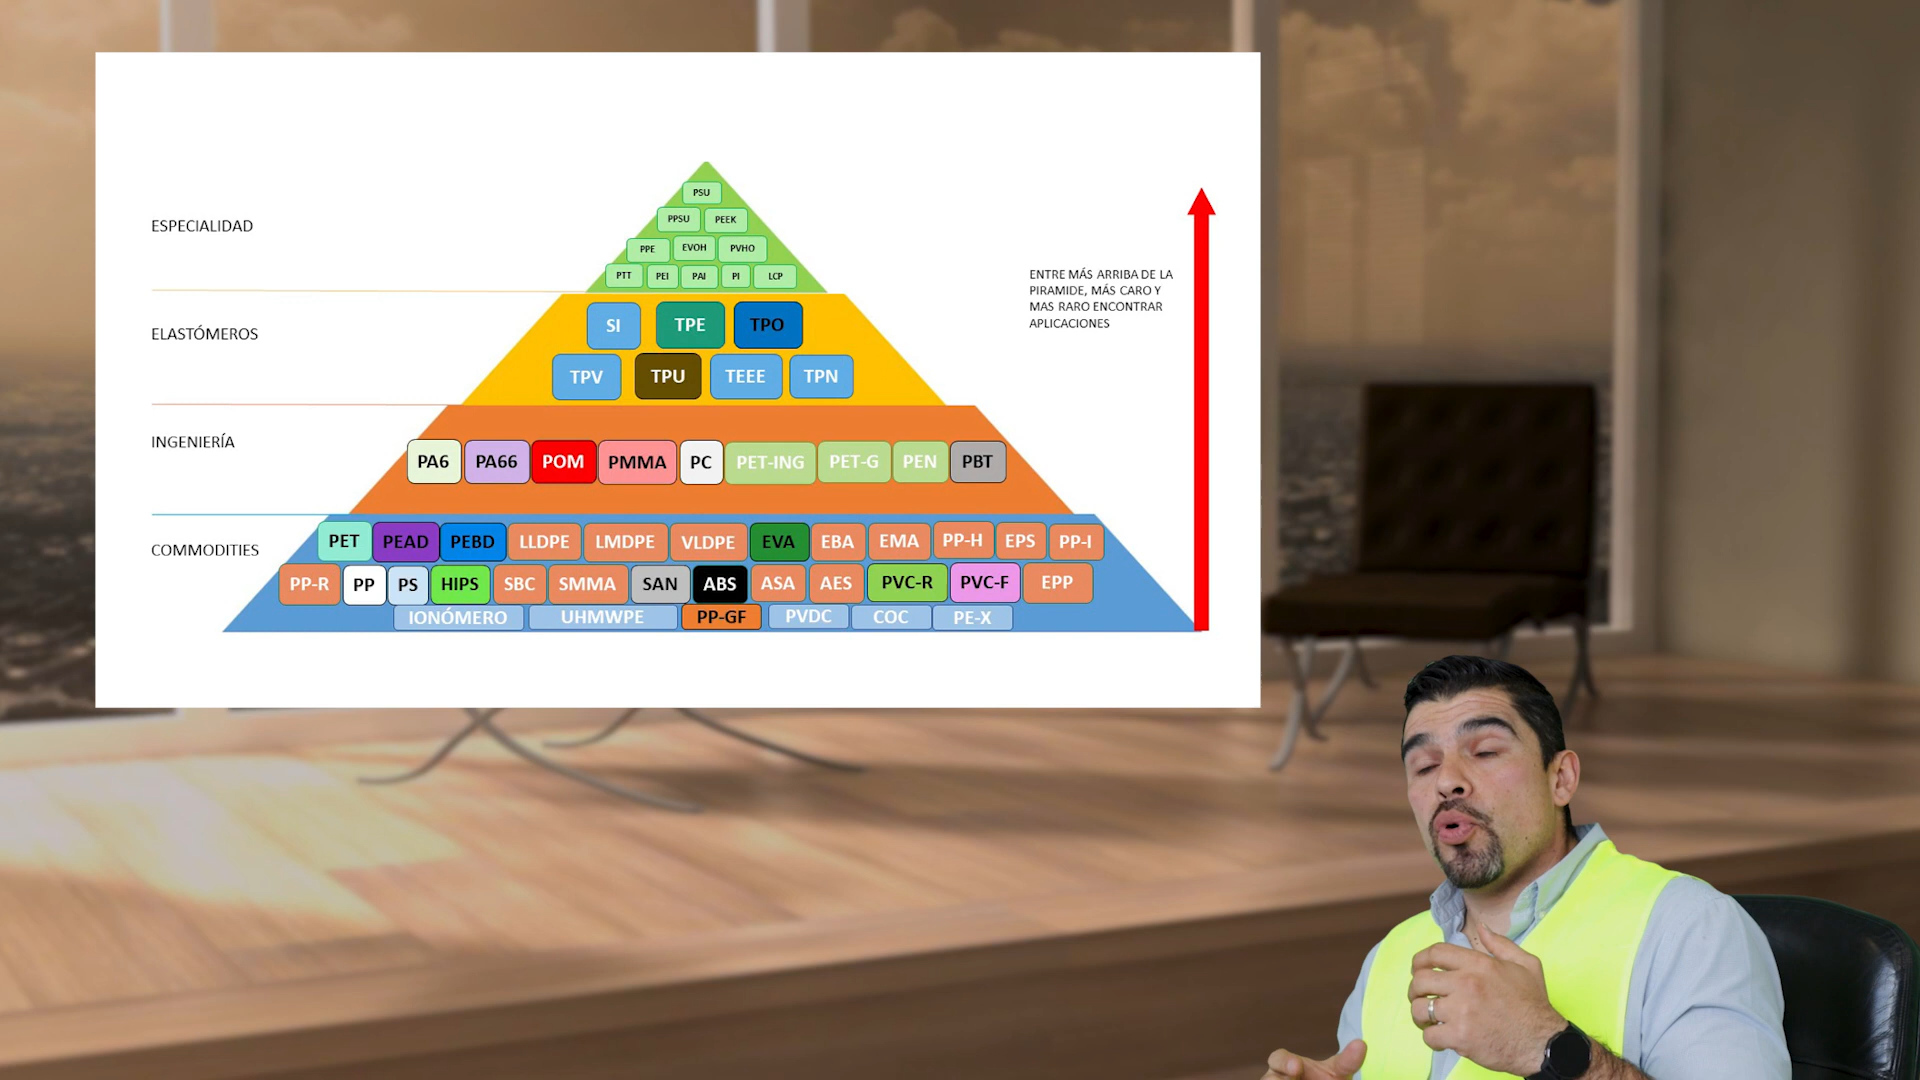 ESPECIALIDAD
PSU
PPSU PEEK
PPE EVOH PVHO
PTT PEI PAI PI LCP
ENTRE MÁS ARRIBA DE LA
PIRAMIDE, MÁS CARO Y
MAS RARO ENCONTRAR
APLICACIONES
ELASTÓMEROS
SI TPE TPO
TPV TPU TEEE TPN
INGENIERÍA
PA6 PA66 POM PMMA PC PET-ING PET-G PEN PBT
COMMODITIES
PET PEAD PEBD LLDPE LMDPE VLDPE EVA EBA EMA PP-H EPS PP-I
PP-R PP PS HIPS SBC SMMA SAN ABS ASA AES PVC-R PVC-F EPP
IONÓMERO UHMWPE PP-GF PVDC COC PE-X